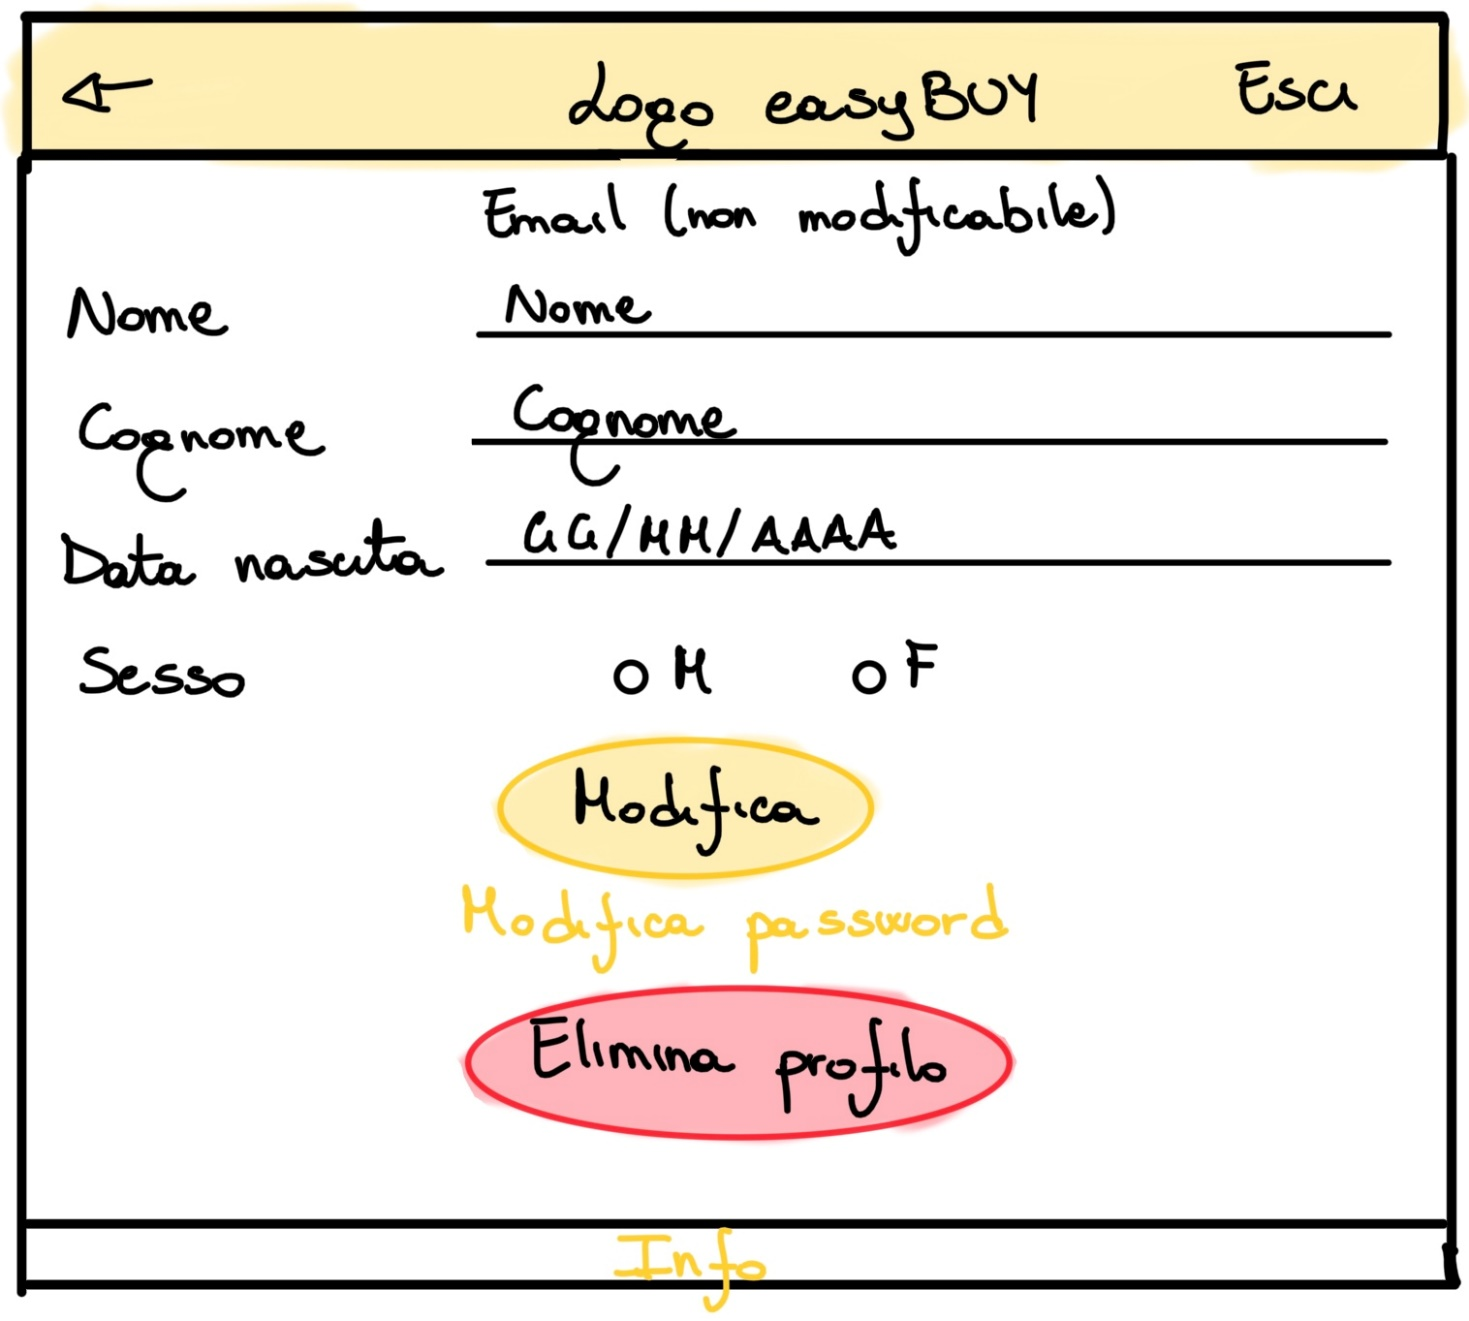 Logo easyBUY Esci
Email (non modificabile)
Nome Nome
Cognome Cognome
Data nascita GG/MM/AAAA
Sesso M F
Modifica
Modifica password
Elimina profilo
Info